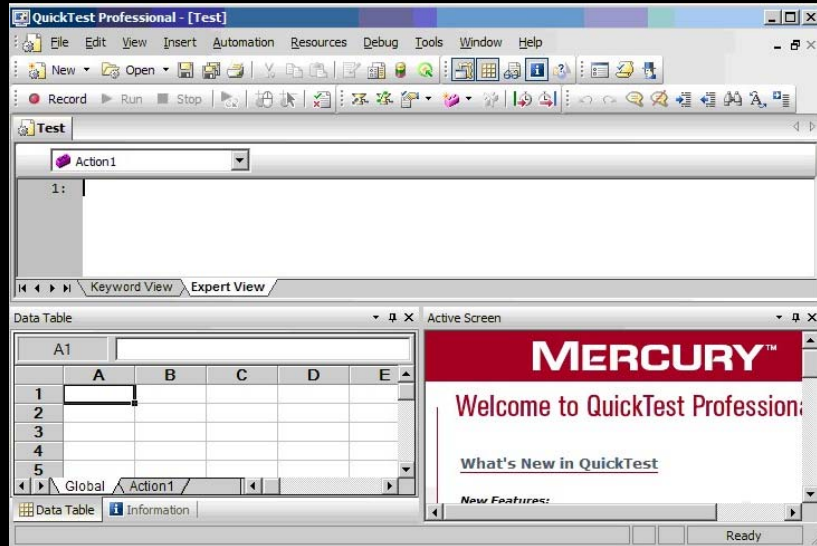 QuickTest Professional - [Test]
File Edit View Insert Automation Resources Debug Tools Window Help
New Open
Record Run Stop
Test
Action1
1:
Keyword View Expert View
Data Table
Active Screen
A1
A B C D E
1
2
3
4
5
Global Action1
Data Table Information
MERCURY™
Welcome to QuickTest Professiona
What's New in QuickTest
New Features:
Ready